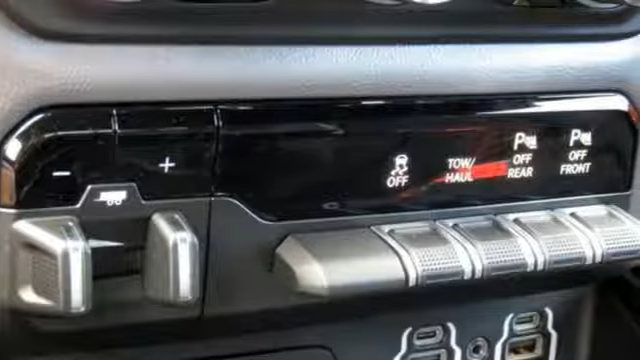 - +
OFF
TOW/
HAUL
P
OFF
REAR
P
OFF
FRONT